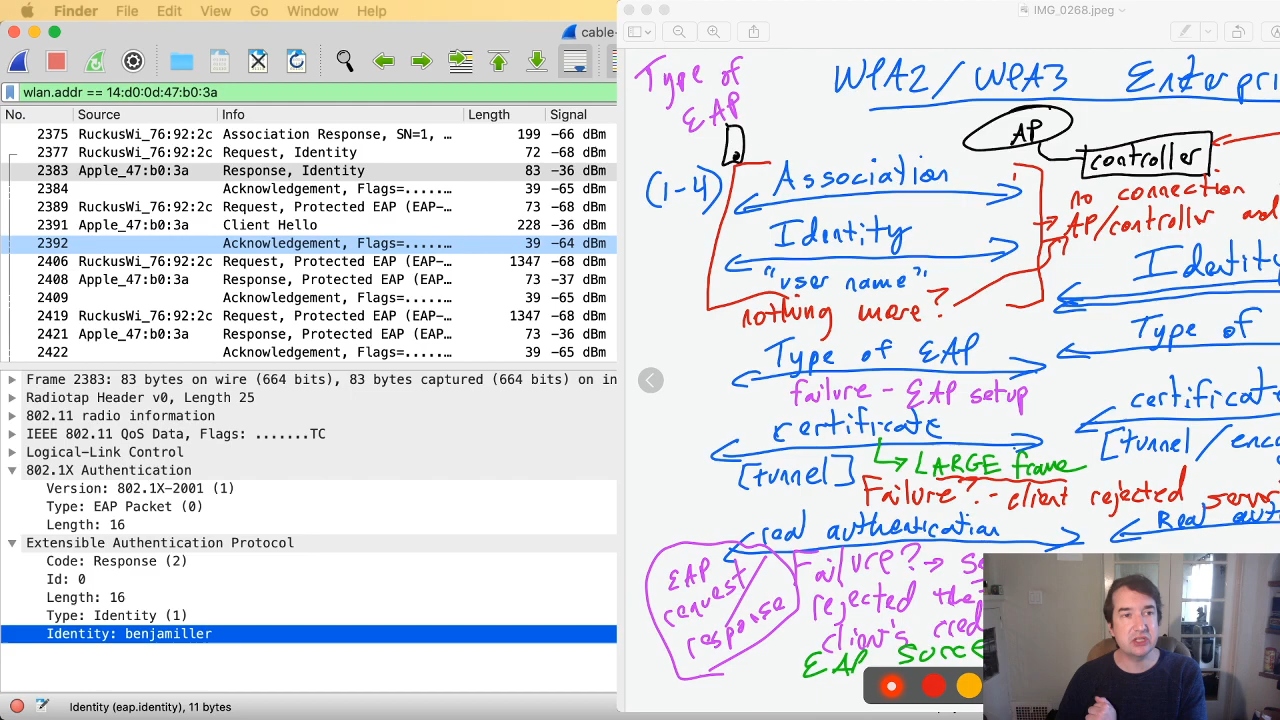 Finder File Edit View Go Window Help
IMG_0268.jpeg
cable-
wlan.addr == 14:d0:0d:47:b0:3a
No. Source Info Length Signal
2375 RuckusWi_76:92:2c Association Response, SN=1, … 199 -66 dBm
2377 RuckusWi_76:92:2c Request, Identity 72 -68 dBm
2383 Apple_47:b0:3a Response, Identity 83 -36 dBm
2384 Acknowledgement, Flags=.....… 39 -65 dBm
2389 RuckusWi_76:92:2c Request, Protected EAP (EAP-… 73 -68 dBm
2391 Apple_47:b0:3a Client Hello 228 -36 dBm
2392 Acknowledgement, Flags=.....… 39 -64 dBm
2406 RuckusWi_76:92:2c Request, Protected EAP (EAP-… 1347 -68 dBm
2408 Apple_47:b0:3a Response, Protected EAP (EAP… 73 -37 dBm
2409 Acknowledgement, Flags=.....… 39 -65 dBm
2419 RuckusWi_76:92:2c Request, Protected EAP (EAP-… 1347 -68 dBm
2421 Apple_47:b0:3a Response, Protected EAP (EAP… 73 -36 dBm
2422 Acknowledgement, Flags=.....… 39 -65 dBm
Frame 2383: 83 bytes on wire (664 bits), 83 bytes captured (664 bits) on in
Radiotap Header v0, Length 25
802.11 radio information
IEEE 802.11 QoS Data, Flags: .......TC
Logical-Link Control
802.1X Authentication
Version: 802.1X-2001 (1)
Type: EAP Packet (0)
Length: 16
Extensible Authentication Protocol
Code: Response (2)
Id: 0
Length: 16
Type: Identity (1)
Identity: benjamiller
Identity (eap.identity), 11 bytes
Type of
EAP
WPA2/WPA3 Enterpri
AP
controller
(1-4)
Association
no connection
AP/controller and
Identity
"user name"
nothing more?
Identity
Type of EAP
Type of
failure - EAP setup
certificate
certificat
[tunnel]
LARGE frame
[tunnel/enc
Failure? - client rejected serve
real authentication
Real aut
EAP
request/
response
Failure? → se
rejected the
client's cred
EAP succe